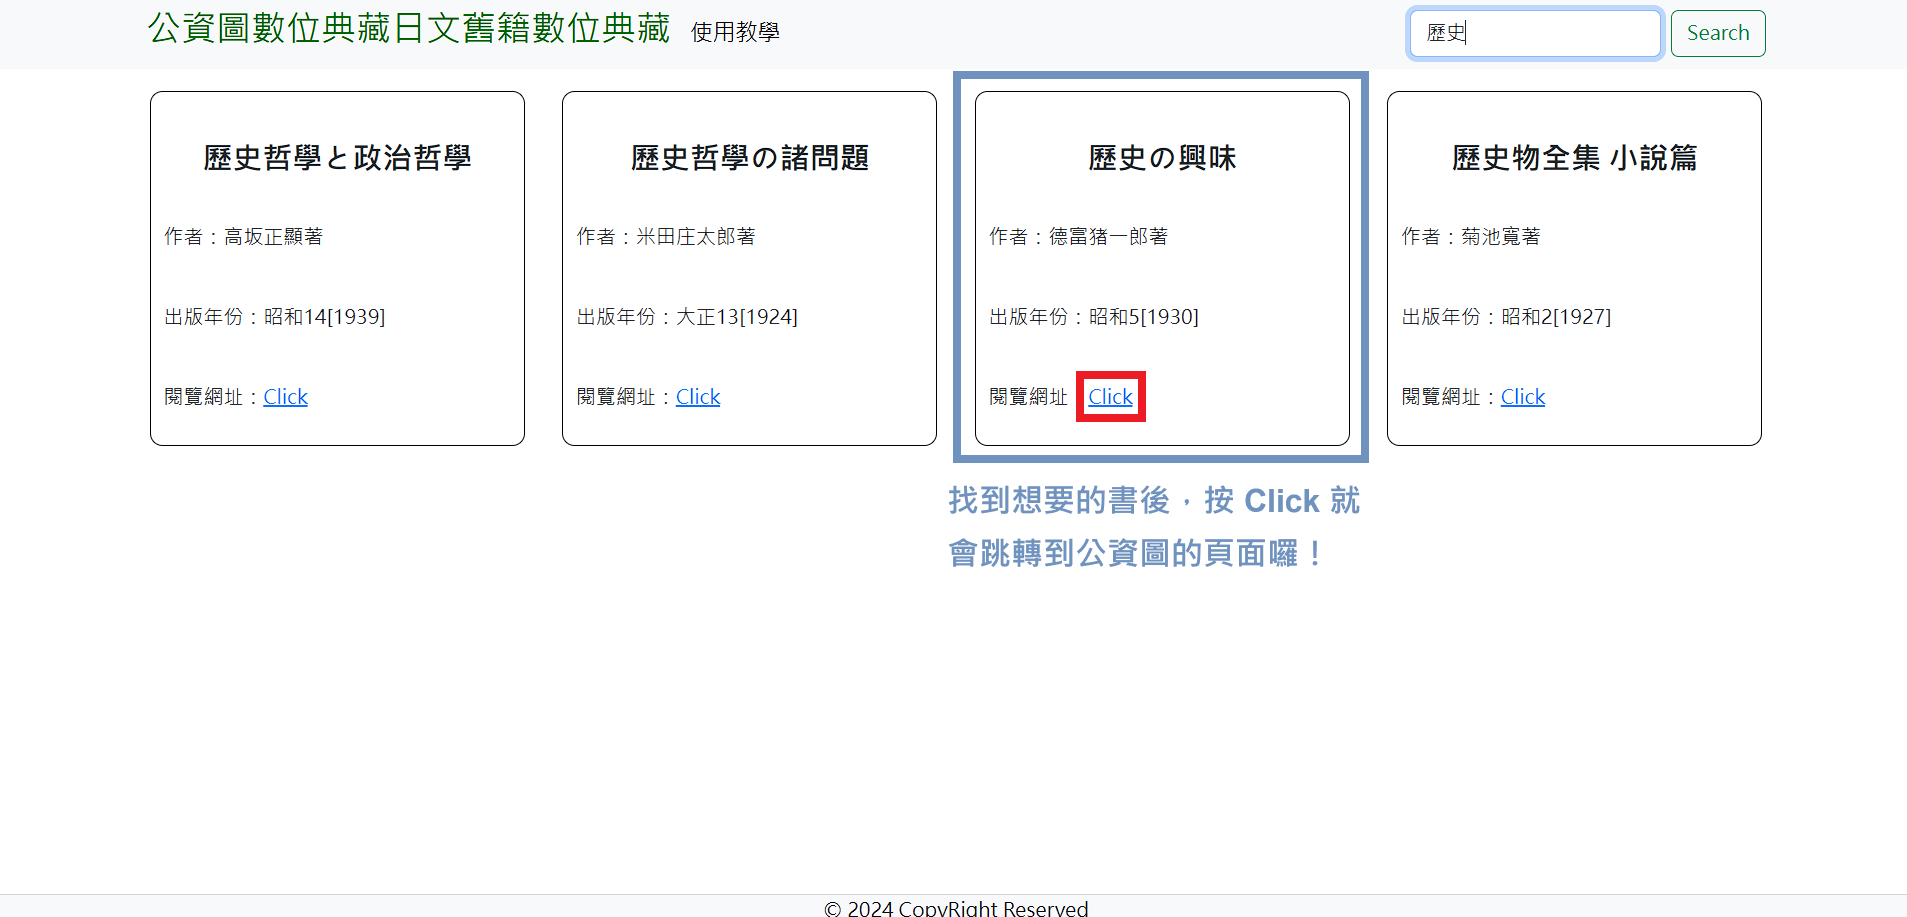 公資圖數位典藏日文舊籍數位典藏 使用教學 歷史 Search
歷史哲學と政治哲學
作者：高坂正顯著
出版年份：昭和14[1939]
閱覽網址：Click
歷史哲學の諸問題
作者：米田庄太郎著
出版年份：大正13[1924]
閱覽網址：Click
歷史の興味
作者：德富猪一郎著
出版年份：昭和5[1930]
閱覽網址 Click
歷史物全集 小說篇
作者：菊池寬著
出版年份：昭和2[1927]
閱覽網址：Click
找到想要的書後，按 Click 就
會跳轉到公資圖的頁面囉！
© 2024 CopyRight Reserved